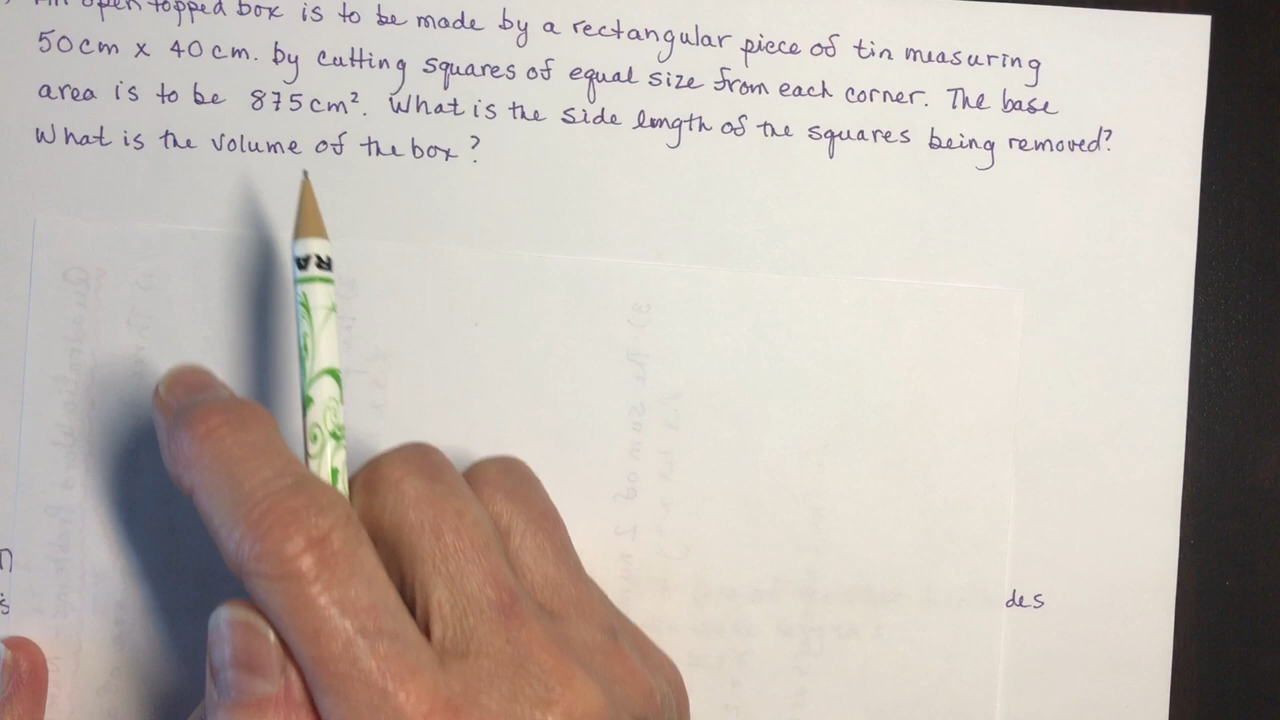 open topped box is to be made by a rectangular piece of tin measuring
50cm x 40cm. by cutting squares of equal size from each corner. The base
area is to be 875cm². What is the side length of the squares being removed?
What is the volume of the box?
RA
des